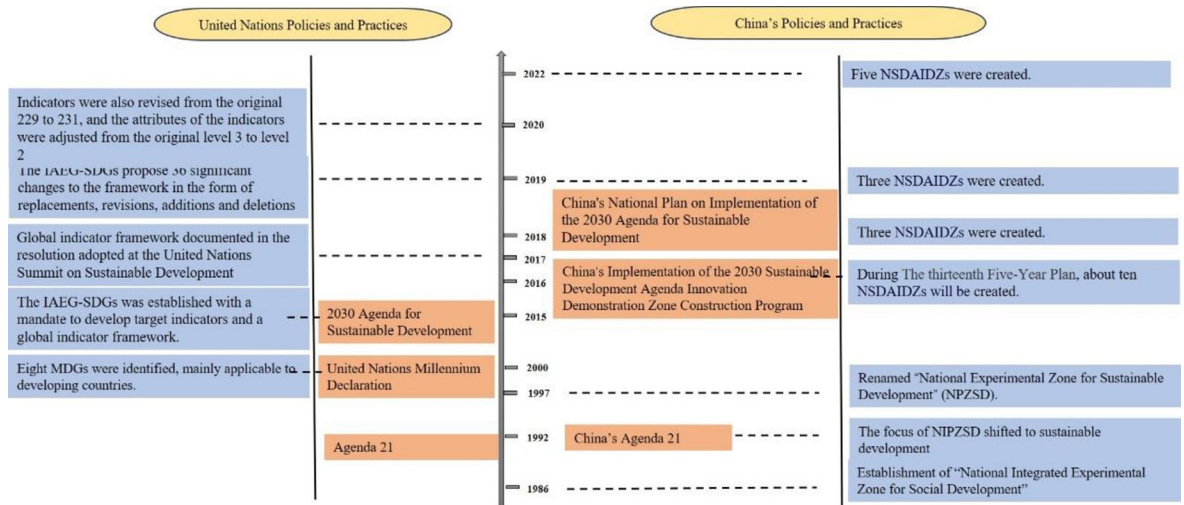 United Nations Policies and Practices
China's Policies and Practices
Indicators were also revised from the original
229 to 231, and the attributes of the indicators
were adjusted from the original level 3 to level
2
The IAEG-SDGs propose 36 significant
changes to the framework in the form of
replacements, revisions, additions and deletions
Global indicator framework documented in the
resolution adopted at the United Nations
Summit on Sustainable Development
The IAEG-SDGs was established with a
mandate to develop target indicators and a
global indicator framework.
Eight MDGs were identified, mainly applicable to
developing countries.
2030 Agenda for
Sustainable Development
United Nations Millennium
Declaration
Agenda 21
2022
2020
2019
2018
2017
2016
2015
2000
1997
1992
1986
China's National Plan on Implementation of
the 2030 Agenda for Sustainable
Development
China's Implementation of the 2030 Sustainable
Development Agenda Innovation
Demonstration Zone Construction Program
China's Agenda 21
Five NSDAIDZs were created.
Three NSDAIDZs were created.
Three NSDAIDZs were created.
During The thirteenth Five-Year Plan, about ten
NSDAIDZs will be created.
Renamed "National Experimental Zone for Sustainable
Development" (NPZSD).
The focus of NIPZSD shifted to sustainable
development
Establishment of "National Integrated Experimental
Zone for Social Development"